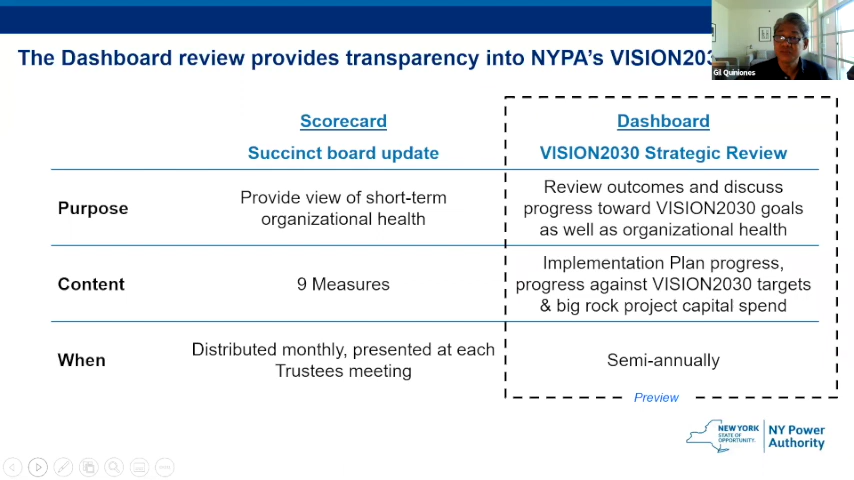 The Dashboard review provides transparency into NYPA's VISION203
Gil Quiniones
Scorecard
Dashboard
Succinct board update
VISION2030 Strategic Review
Purpose
Provide view of short-term
organizational health
Review outcomes and discuss
progress toward VISION2030 goals
as well as organizational health
Content
9 Measures
Implementation Plan progress,
progress against VISION2030 targets
& big rock project capital spend
When
Distributed monthly, presented at each
Trustees meeting
Semi-annually
Preview
NEW YORK
STATE OF
OPPORTUNITY.
NY Power
Authority